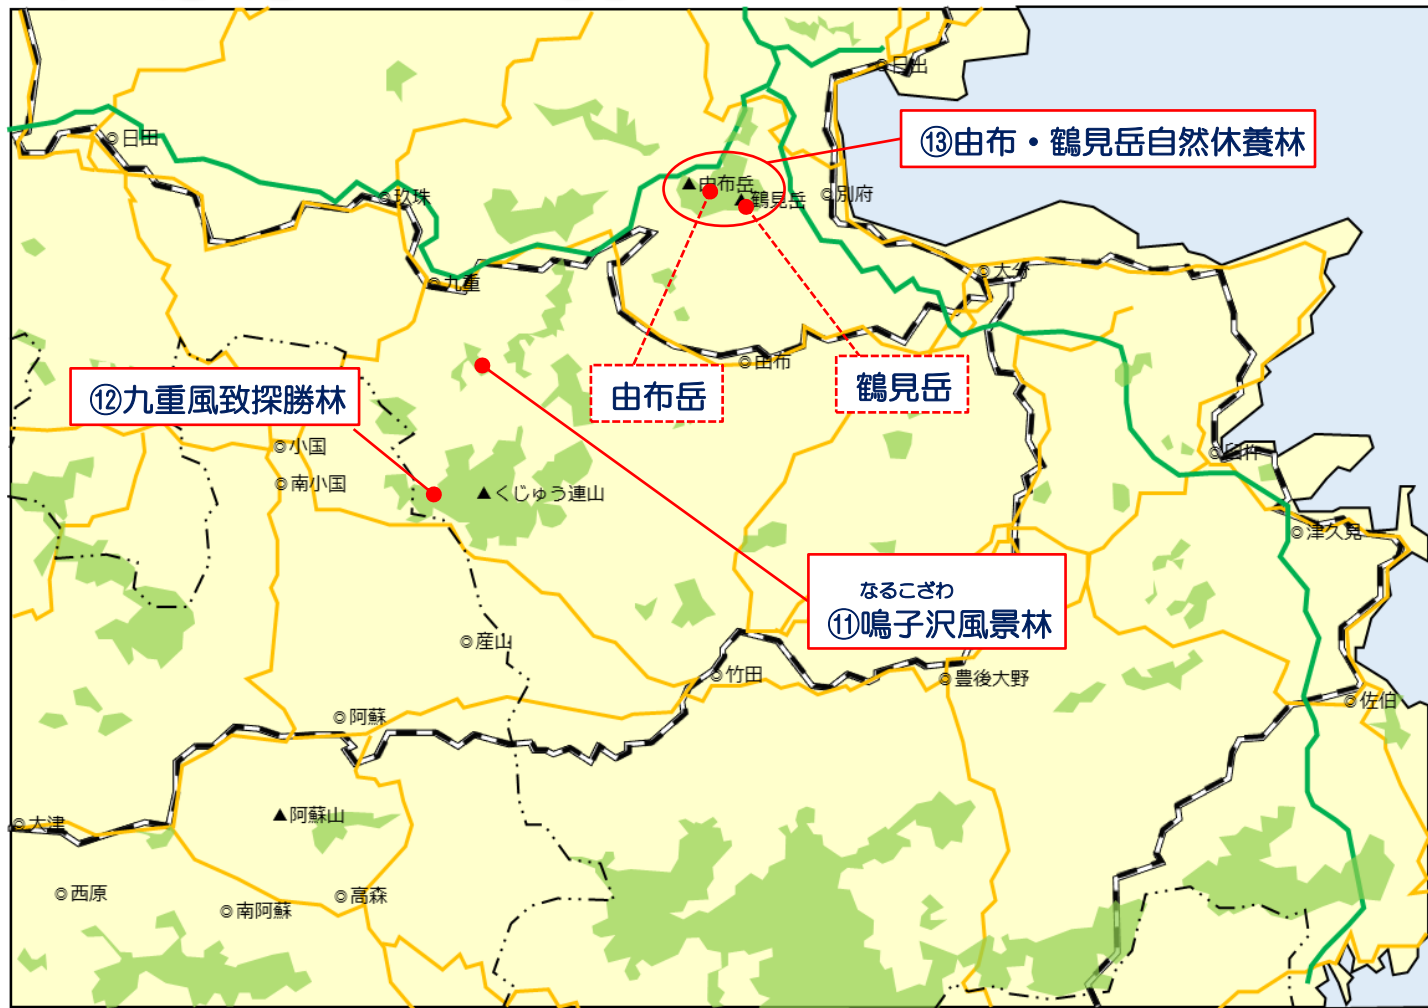 ◎日出
⑬由布・鶴見岳自然休養林
◎日田
▲由布岳
▲鶴見岳
◎別府
◎玖珠
◎大分
◎九重
◎由布
由布岳
鶴見岳
⑫九重風致探勝林
◎小国
◎南小国
▲くじゅう連山
◎臼杵
◎津久見
なるこざわ
⑪鳴子沢風景林
◎産山
◎竹田
◎豊後大野
◎佐伯
◎阿蘇
▲阿蘇山
◎大津
◎西原
◎南阿蘇
◎高森